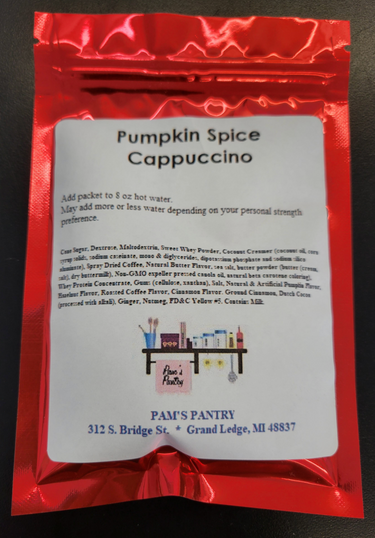 Pumpkin Spice
Cappuccino
Add packet to 8 oz hot water.
May add more or less water depending on your personal strength
preference.
Cane Sugar, Dextrose, Maltodextrin, Sweet Whey Powder, Coconut Creamer (coconut oil, corn
syrup solids, sodium caseinate, mono & diglycerides, dipotassium phosphate and sodium silico
aluminate), Spray Dried Coffee, Natural Butter Flavor, sea salt, butter powder (butter (cream,
salt), dry buttermilk), Non-GMO expeller pressed canola oil, natural beta carotene coloring),
Whey Protein Concentrate, Gums (cellulose, xanthan), Salt, Natural & Artificial Pumpkin Flavor,
Hazelnut Flavor, Roasted Coffee Flavor, Cinnamon Flavor, Ground Cinnamon, Dutch Cocoa
(processed with alkali), Ginger, Nutmeg, FD&C Yellow #5. Contain: Milk
Pam's
Pantry
PAM'S PANTRY
312 S. Bridge St. * Grand Ledge, MI 48837